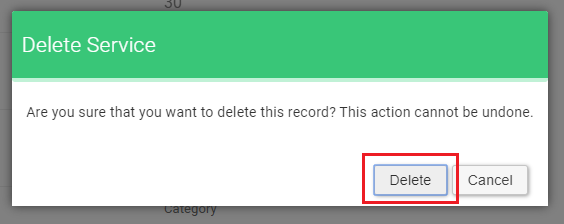 30
Delete Service
Are you sure that you want to delete this record? This action cannot be undone.
Delete Cancel
Category